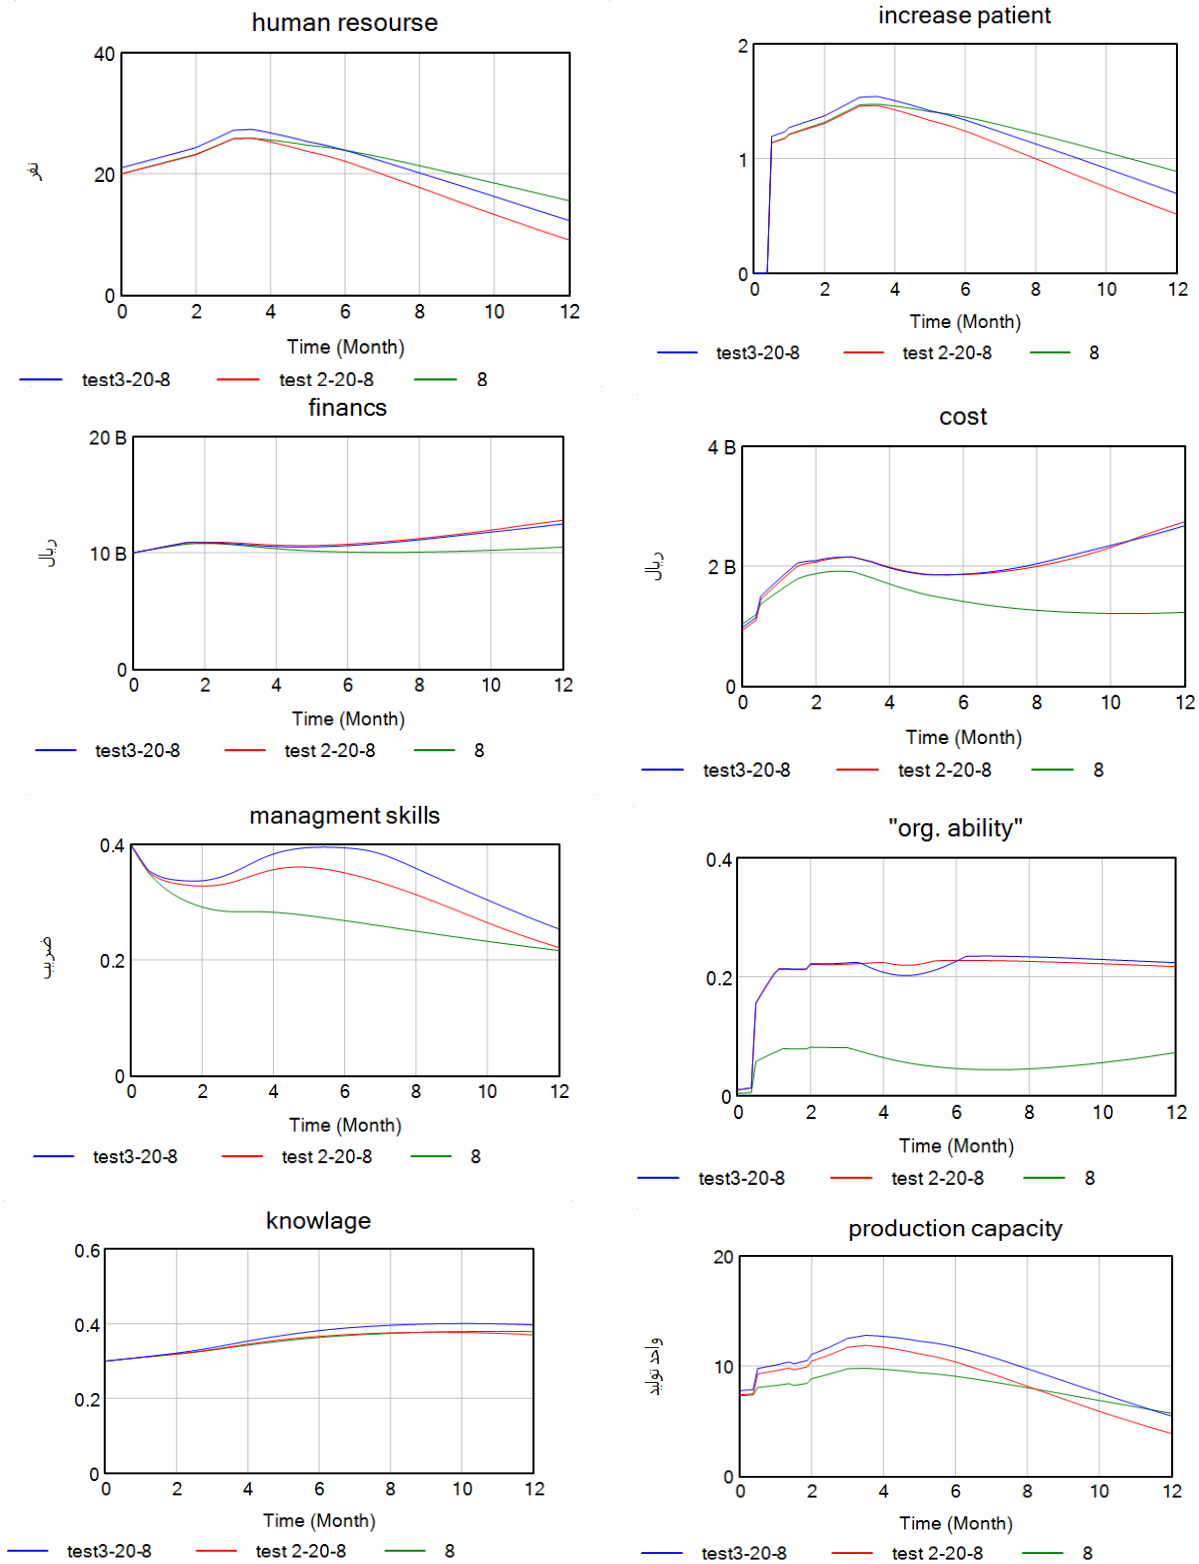 human resourse
40
20
0
نفر
0 2 4 6 8 10 12
Time (Month)
test3-20-8 test 2-20-8 8
increase patient
2
1
0
0 2 4 6 8 10 12
Time (Month)
test3-20-8 test 2-20-8 8
financs
20 B
10 B
0
ریال
0 2 4 6 8 10 12
Time (Month)
test3-20-8 test 2-20-8 8
cost
4 B
2 B
0
ریال
0 2 4 6 8 10 12
Time (Month)
test3-20-8 test 2-20-8 8
managment skills
0.4
0.2
0
ضریب
0 2 4 6 8 10 12
Time (Month)
test3-20-8 test 2-20-8 8
"org. ability"
0.4
0.2
0
0 2 4 6 8 10 12
Time (Month)
test3-20-8 test 2-20-8 8
knowlage
0.6
0.4
0.2
0
0 2 4 6 8 10 12
Time (Month)
test3-20-8 test 2-20-8 8
production capacity
20
10
0
واحد تولید
0 2 4 6 8 10 12
Time (Month)
test3-20-8 test 2-20-8 8